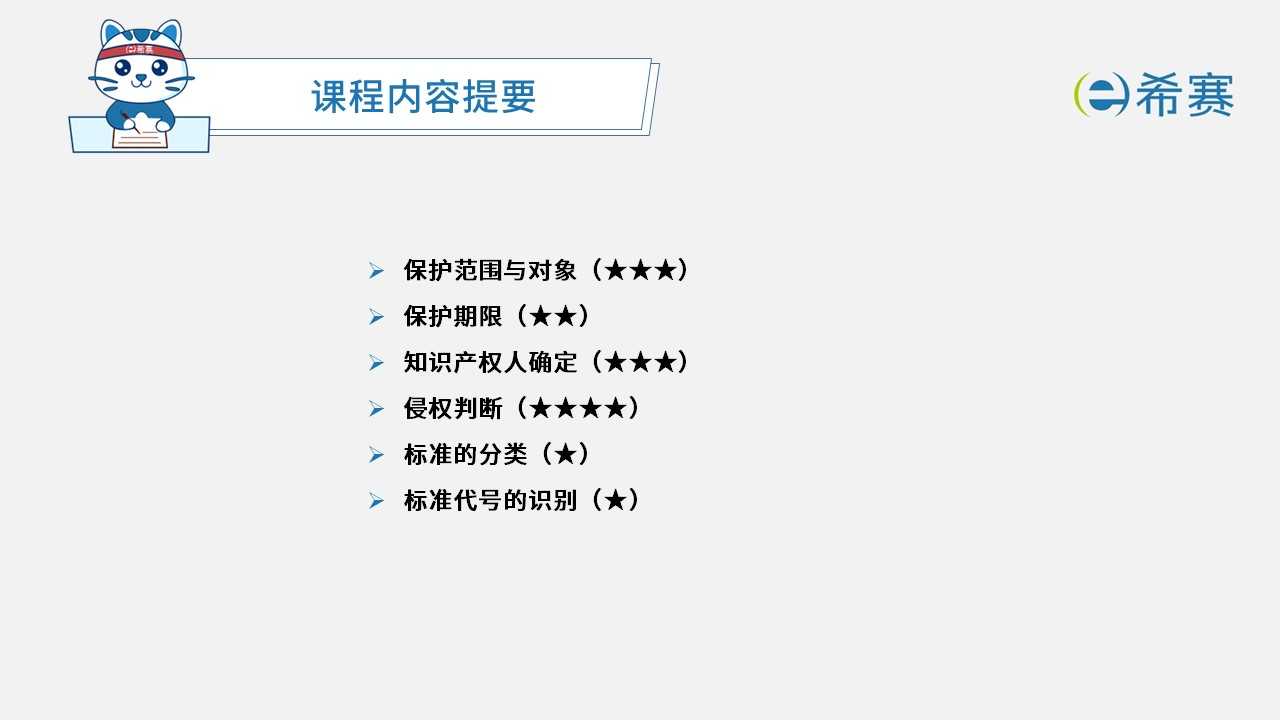 希赛
课程内容提要
希赛
保护范围与对象（★★★）
保护期限（★★）
知识产权人确定（★★★）
侵权判断（★★★★）
标准的分类（★）
标准代号的识别（★）